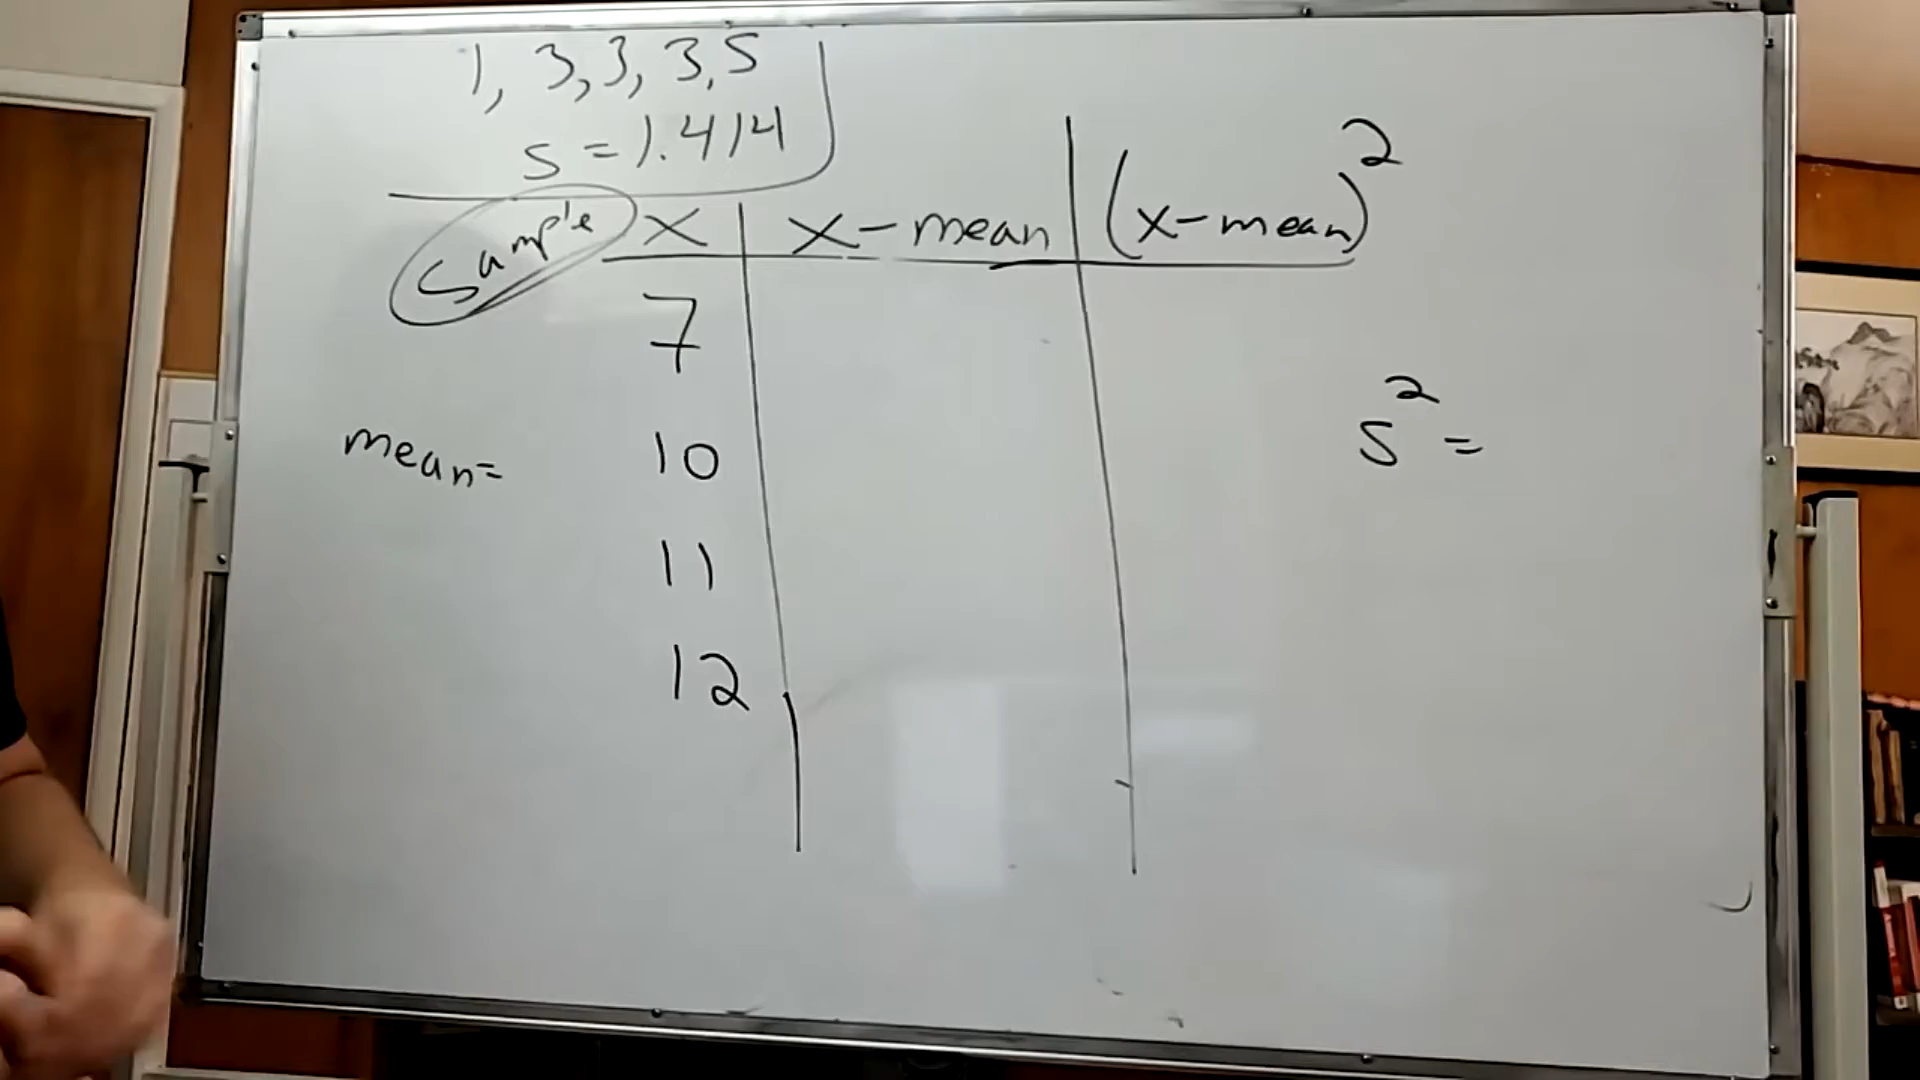 1, 3, 3, 3, 5
s = 1.414
Sample
x | x - mean | (x - mean)²
7
10
11
12
mean =
s² =